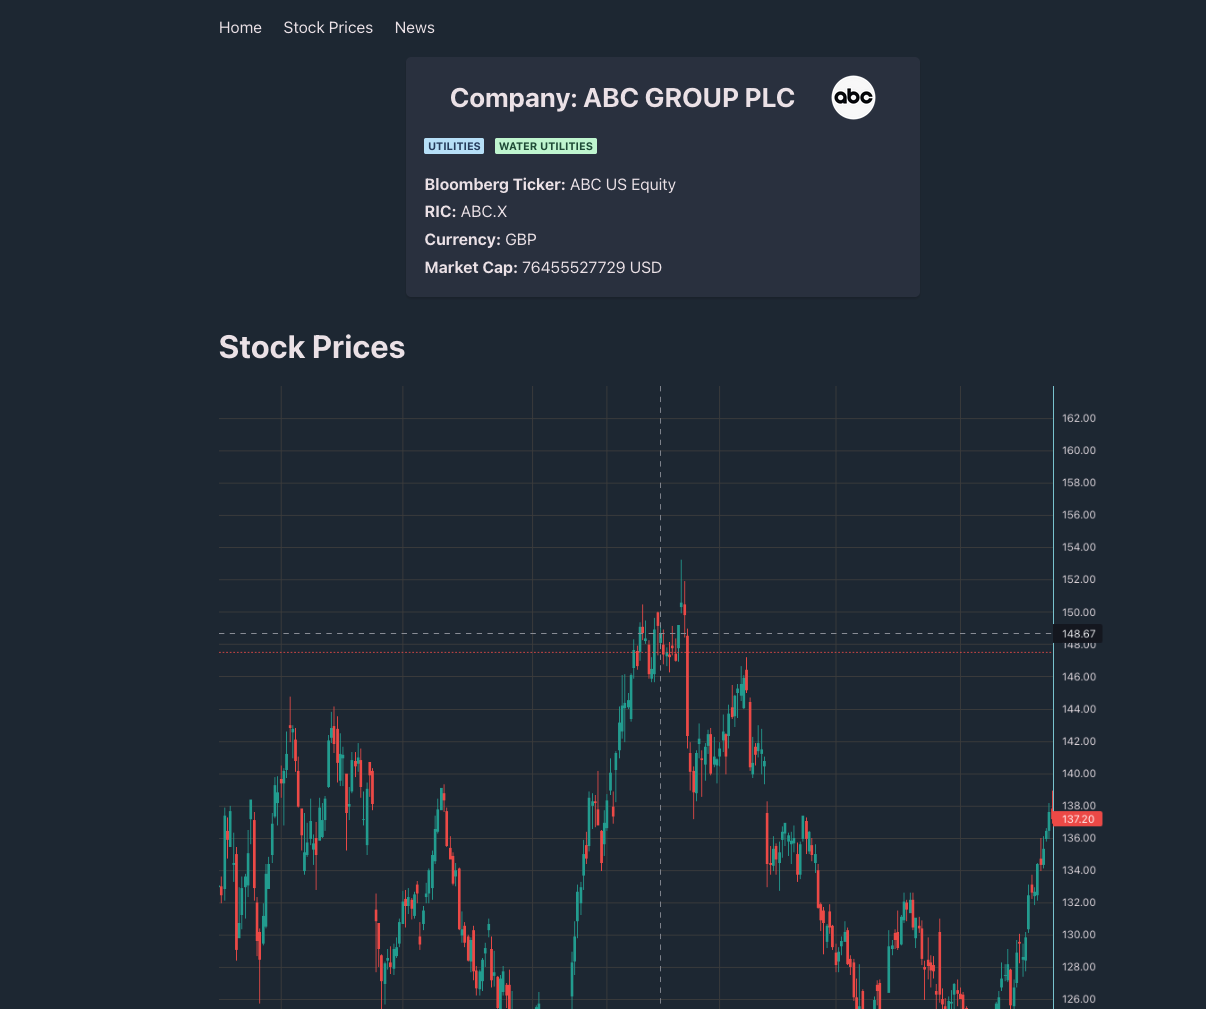 Home Stock Prices News
Company: ABC GROUP PLC abc
UTILITIES WATER UTILITIES
Bloomberg Ticker: ABC US Equity
RIC: ABC.X
Currency: GBP
Market Cap: 76455527729 USD
Stock Prices
162.00
160.00
158.00
156.00
154.00
152.00
150.00
148.67
148.00
146.00
144.00
142.00
140.00
138.00
137.20
136.00
134.00
132.00
130.00
128.00
126.00